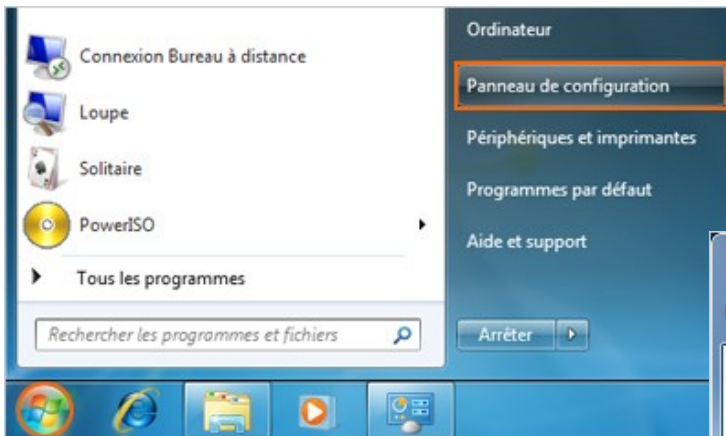 Connexion Bureau à distance
Loupe
Solitaire
PowerISO
Tous les programmes
Rechercher les programmes et fichiers
Ordinateur
Panneau de configuration
Périphériques et imprimantes
Programmes par défaut
Aide et support
Arrêter